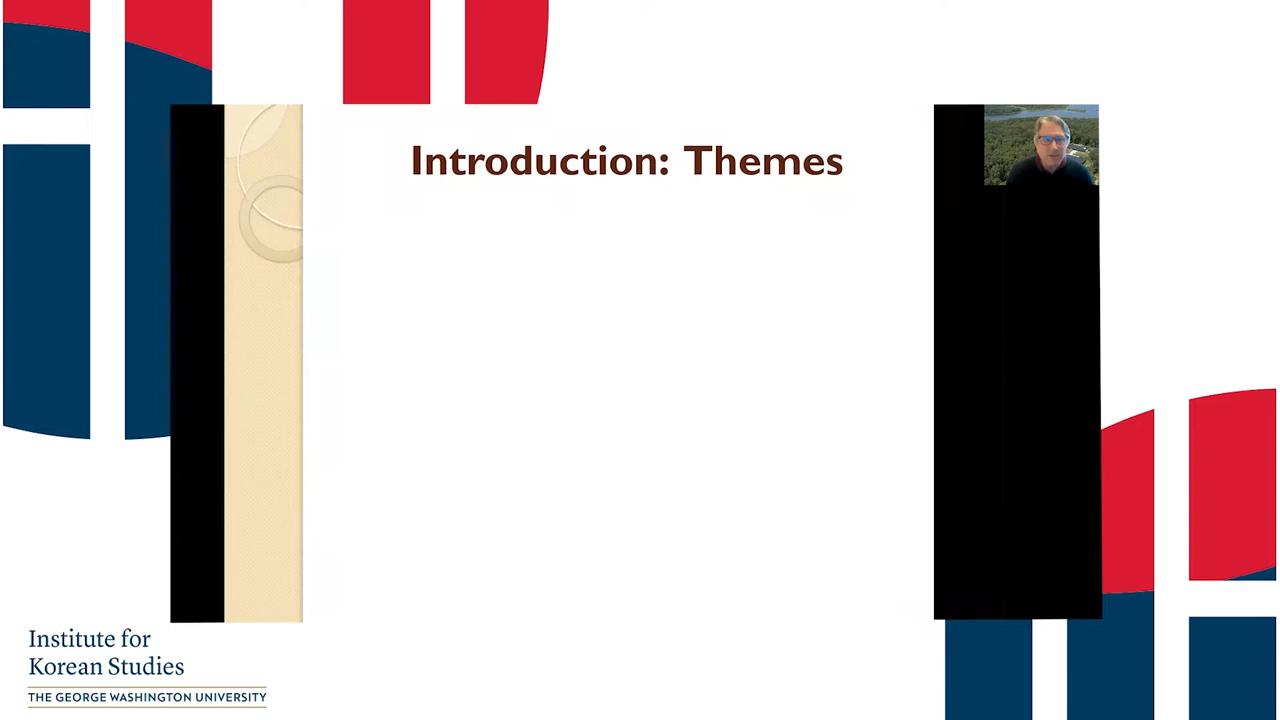 Introduction: Themes
Institute for
Korean Studies
THE GEORGE WASHINGTON UNIVERSITY